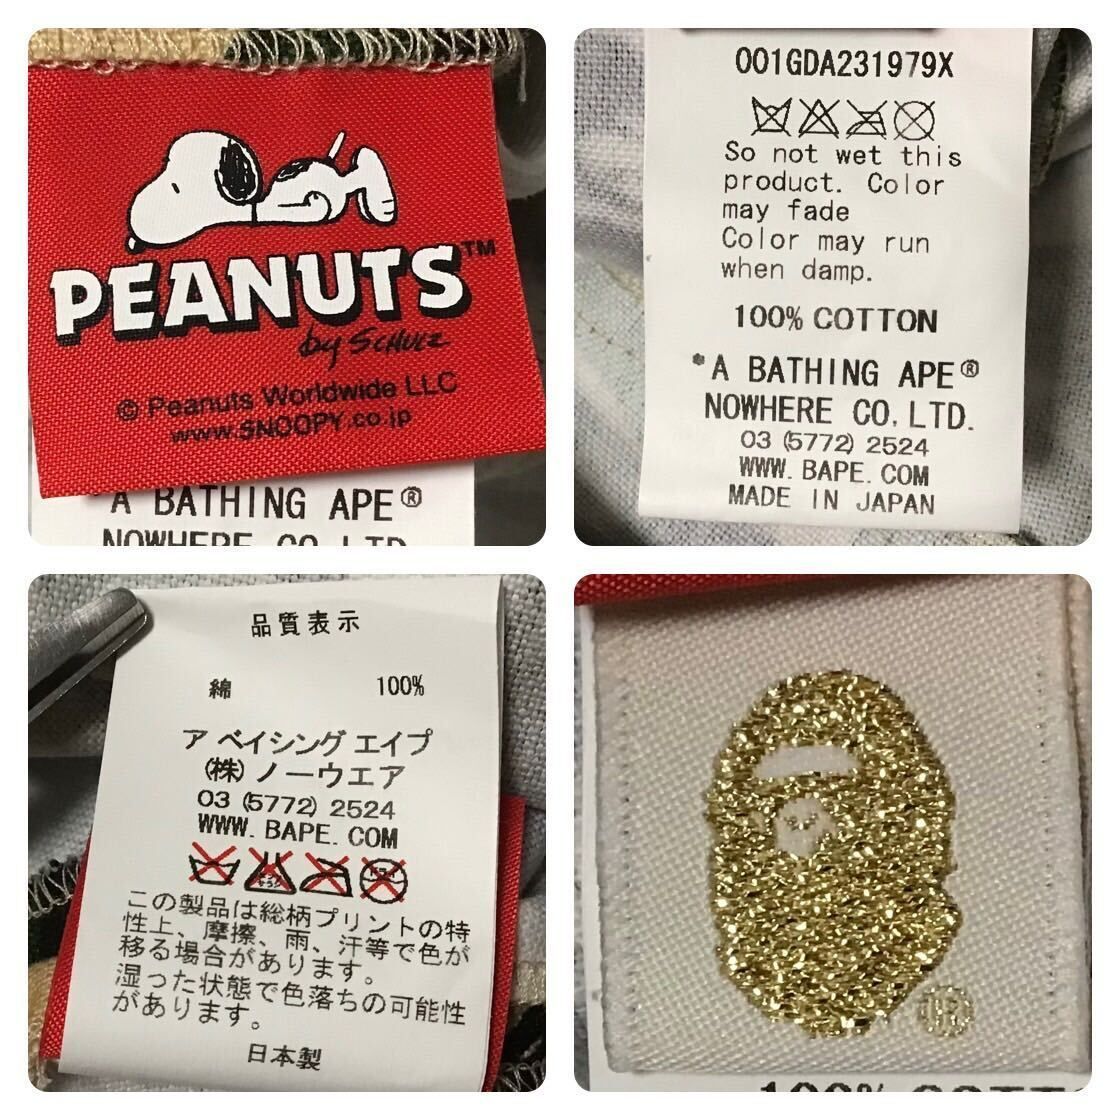 PEANUTS™
by SCHULZ
© Peanuts Worldwide LLC
www.SNOOPY.co.jp
"A BATHING APE®
NOWHERE CO. LTD.
001GDA231979X
So not wet this
product. Color
may fade
Color may run
when damp.
100% COTTON
"A BATHING APE®
NOWHERE CO, LTD.
03 (5772) 2524
WWW. BAPE. COM
MADE IN JAPAN
品質表示
綿 100%
ア ベイシング エイプ
(株) ノーウエア
03 (5772) 2524
WWW. BAPE. COM
この製品は総柄プリントの特
性上、摩擦、雨、汗等で色が
移る場合があります。
湿った状態で色落ちの可能性
があります。
日本製
®
100% COTT